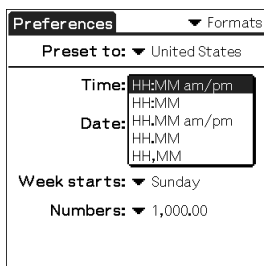 Preferences Formats
Preset to: United States
Time: HH:MM am/pm
HH:MM
Date: HH.MM am/pm
HH.MM
HH,MM
Week starts: Sunday
Numbers: 1,000.00